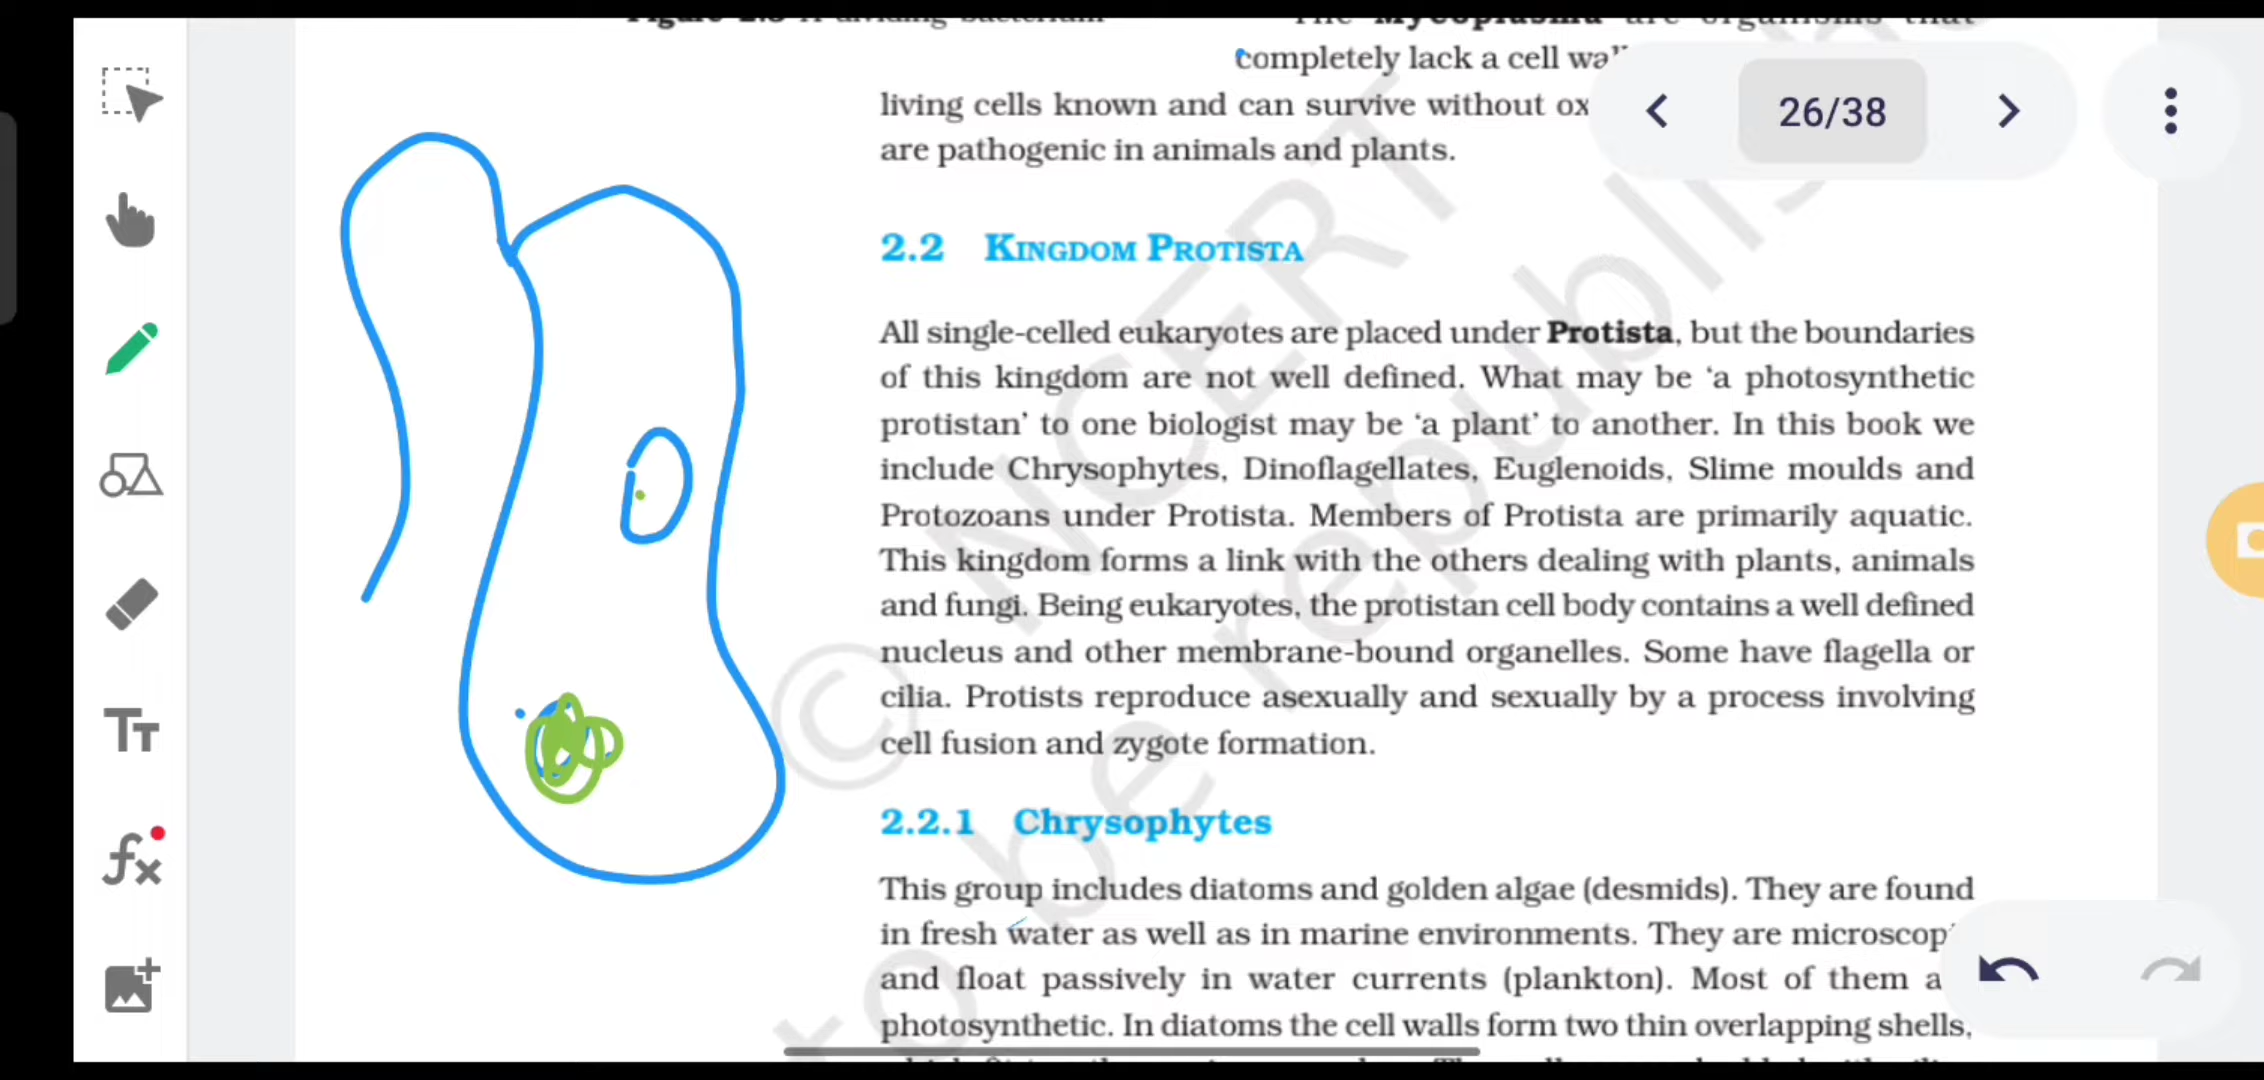 completely lack a cell
living cells known and can survive without
are pathogenic in animals and plants.
26/38
2.2 KINGDOM PROTISTA
All single-celled eukaryotes are placed under Protista, but the boundaries
of this kingdom are not well defined. What may be ‘a photosynthetic
protistan’ to one biologist may be ‘a plant’ to another. In this book we
include Chrysophytes, Dinoflagellates, Euglenoids, Slime moulds and
Protozoans under Protista. Members of Protista are primarily aquatic.
This kingdom forms a link with the others dealing with plants, animals
and fungi. Being eukaryotes, the protistan cell body contains a well defined
nucleus and other membrane-bound organelles. Some have flagella or
cilia. Protists reproduce asexually and sexually by a process involving
cell fusion and zygote formation.
2.2.1 Chrysophytes
This group includes diatoms and golden algae (desmids). They are found
in fresh water as well as in marine environments. They are
and float passively in water currents (plankton). Most of them
photosynthetic. In diatoms the cell walls form two thin overlapping shells,
© NCERT
to be republish
TT
fx